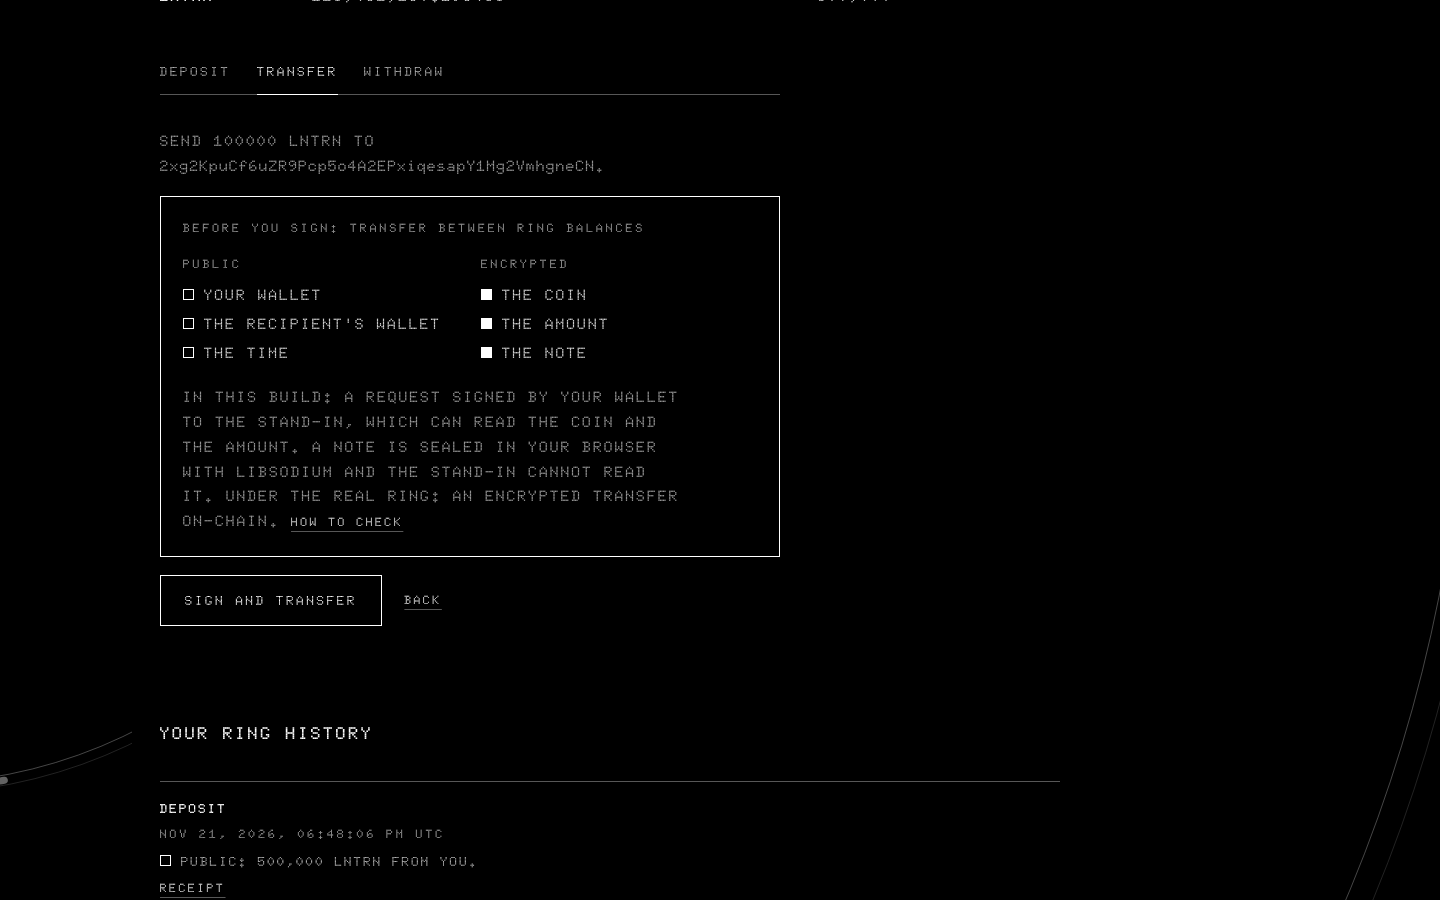 DEPOSIT TRANSFER WITHDRAW
SEND 100000 LNTRN TO
2xg2KpuCf6uZR9Pcp5o4A2EPxiqesapY1Mg2VmhgneCN.
BEFORE YOU SIGN: TRANSFER BETWEEN RING BALANCES
PUBLIC ENCRYPTED
YOUR WALLET THE COIN
THE RECIPIENT'S WALLET THE AMOUNT
THE TIME THE NOTE
IN THIS BUILD: A REQUEST SIGNED BY YOUR WALLET
TO THE STAND-IN, WHICH CAN READ THE COIN AND
THE AMOUNT. A NOTE IS SEALED IN YOUR BROWSER
WITH LIBSODIUM AND THE STAND-IN CANNOT READ
IT. UNDER THE REAL RING: AN ENCRYPTED TRANSFER
ON-CHAIN. HOW TO CHECK
SIGN AND TRANSFER BACK
YOUR RING HISTORY
DEPOSIT
NOV 21, 2026, 06:48:06 PM UTC
PUBLIC: 500,000 LNTRN FROM YOU.
RECEIPT